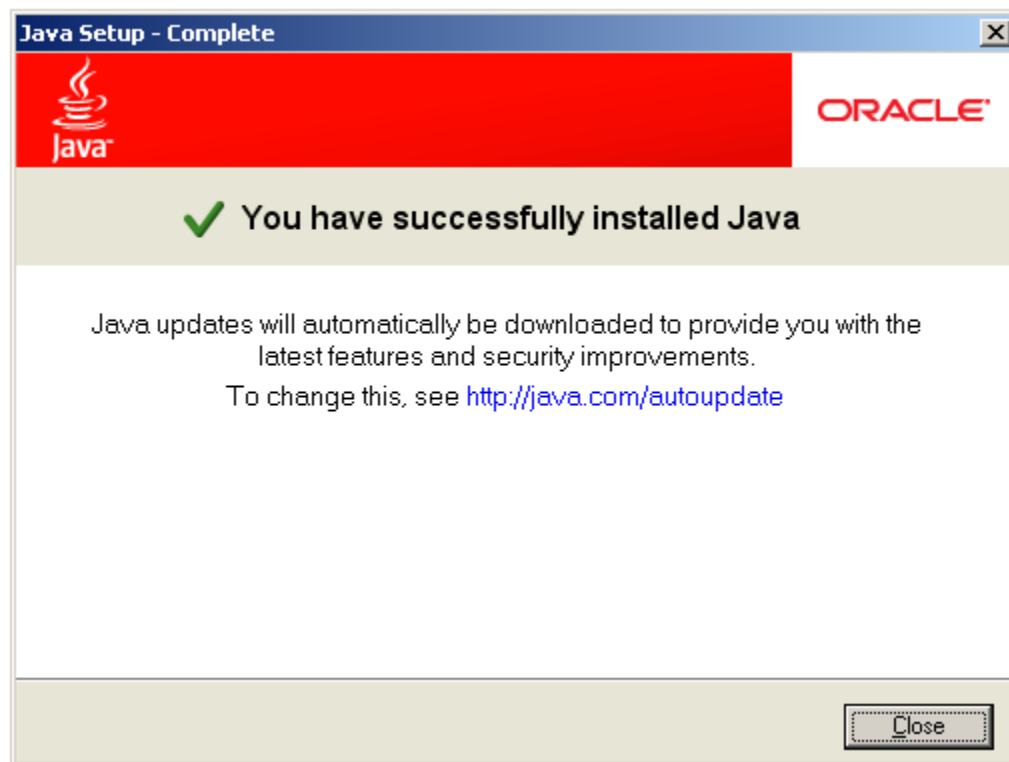 Java Setup - Complete
Java™
ORACLE®
You have successfully installed Java
Java updates will automatically be downloaded to provide you with the
latest features and security improvements.
To change this, see http://java.com/autoupdate
Close